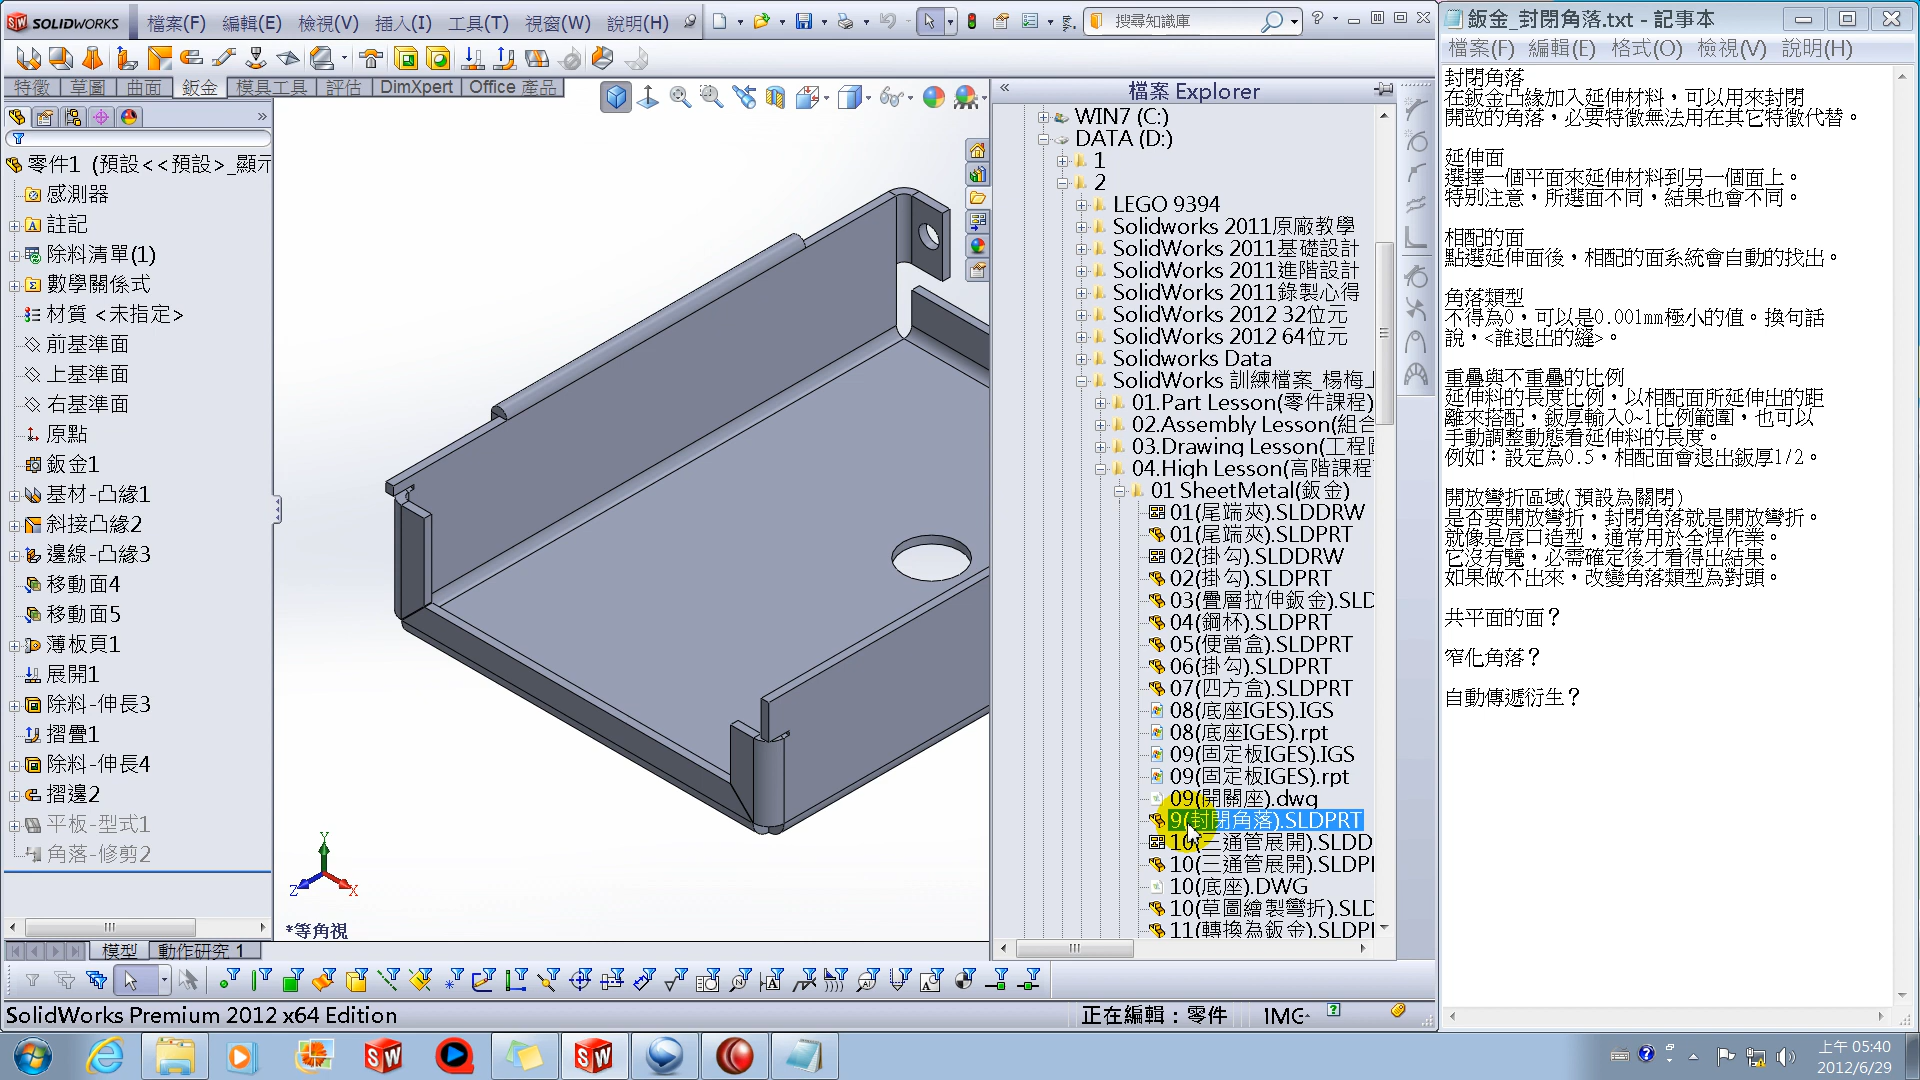 SOLIDWORKS
檔案(F) 編輯(E) 檢視(V) 插入(I) 工具(T) 視窗(W) 說明(H)
搜尋知識庫
特徵 草圖 曲面 鈑金 模具工具 評估 DimXpert Office 產品
零件1 (預設<<預設>_顯示
感測器
註記
除料清單(1)
數學關係式
材質 <未指定>
前基準面
上基準面
右基準面
原點
鈑金1
基材-凸緣1
斜接凸緣2
邊線-凸緣3
移動面4
移動面5
薄板頁1
展開1
除料-伸長3
摺疊1
除料-伸長4
摺邊2
平板-型式1
角落-修剪2
Y
Z
X
*等角視
模型 動作研究 1
SolidWorks Premium 2012 x64 Edition
正在編輯：零件
檔案 Explorer
WIN7 (C:)
DATA (D:)
1
2
LEGO 9394
Solidworks 2011原廠教學
SolidWorks 2011基礎設計
SolidWorks 2011進階設計
SolidWorks 2011錄製心得
SolidWorks 2012 32位元
SolidWorks 2012 64位元
Solidworks Data
SolidWorks 訓練檔案_楊梅
01.Part Lesson(零件課程)
02.Assembly Lesson(組合
03.Drawing Lesson(工程
04.High Lesson(高階課程
01 SheetMetal(鈑金)
01(尾端夾).SLDDRW
01(尾端夾).SLDPRT
02(掛勾).SLDDRW
02(掛勾).SLDPRT
03(疊層拉伸鈑金).SLD
04(鋼杯).SLDPRT
05(便當盒).SLDPRT
06(掛勾).SLDPRT
07(四方盒).SLDPRT
08(底座IGES).IGS
08(底座IGES).rpt
09(固定板IGES).IGS
09(固定板IGES).rpt
09(開關座).dwg
9(封閉角落).SLDPRT
10(三通管展開).SLDD
10(三通管展開).SLDP
10(底座).DWG
10(草圖繪製彎折).SLD
11(轉換為鈑金).SLDP
鈑金_封閉角落.txt - 記事本
檔案(F) 編輯(E) 格式(O) 檢視(V) 說明(H)
封閉角落
在鈑金凸緣加入延伸材料，可以用來封閉
開啟的角落，必要特徵無法用在其它特徵代替。
延伸面
選擇一個平面來延伸材料到另一個面上。
特別注意，所選面不同，結果也會不同。
相配的面
點選延伸面後，相配的面系統會自動的找出。
角落類型
不得為0，可以是0.001mm極小的值。換句話
說，<誰退出的縫>。
重疊與不重疊的比例
延伸料的長度比例，以相配面所延伸出的距
離來搭配，鈑厚輸入0~1比例範圍，也可以
手動調整動態看延伸料的長度。
例如：設定為0.5，相配面會退出鈑厚1/2。
開放彎折區域(預設為關閉)
是否要開放彎折，封閉角落就是開放彎折。
就像是唇口造型，通常用於全焊作業。
它沒有覽，必需確定後才看得出結果。
如果做不出來，改變角落類型為對頭。
共平面的面？
窄化角落？
自動傳遞衍生？
上午 05:40
2012/6/29